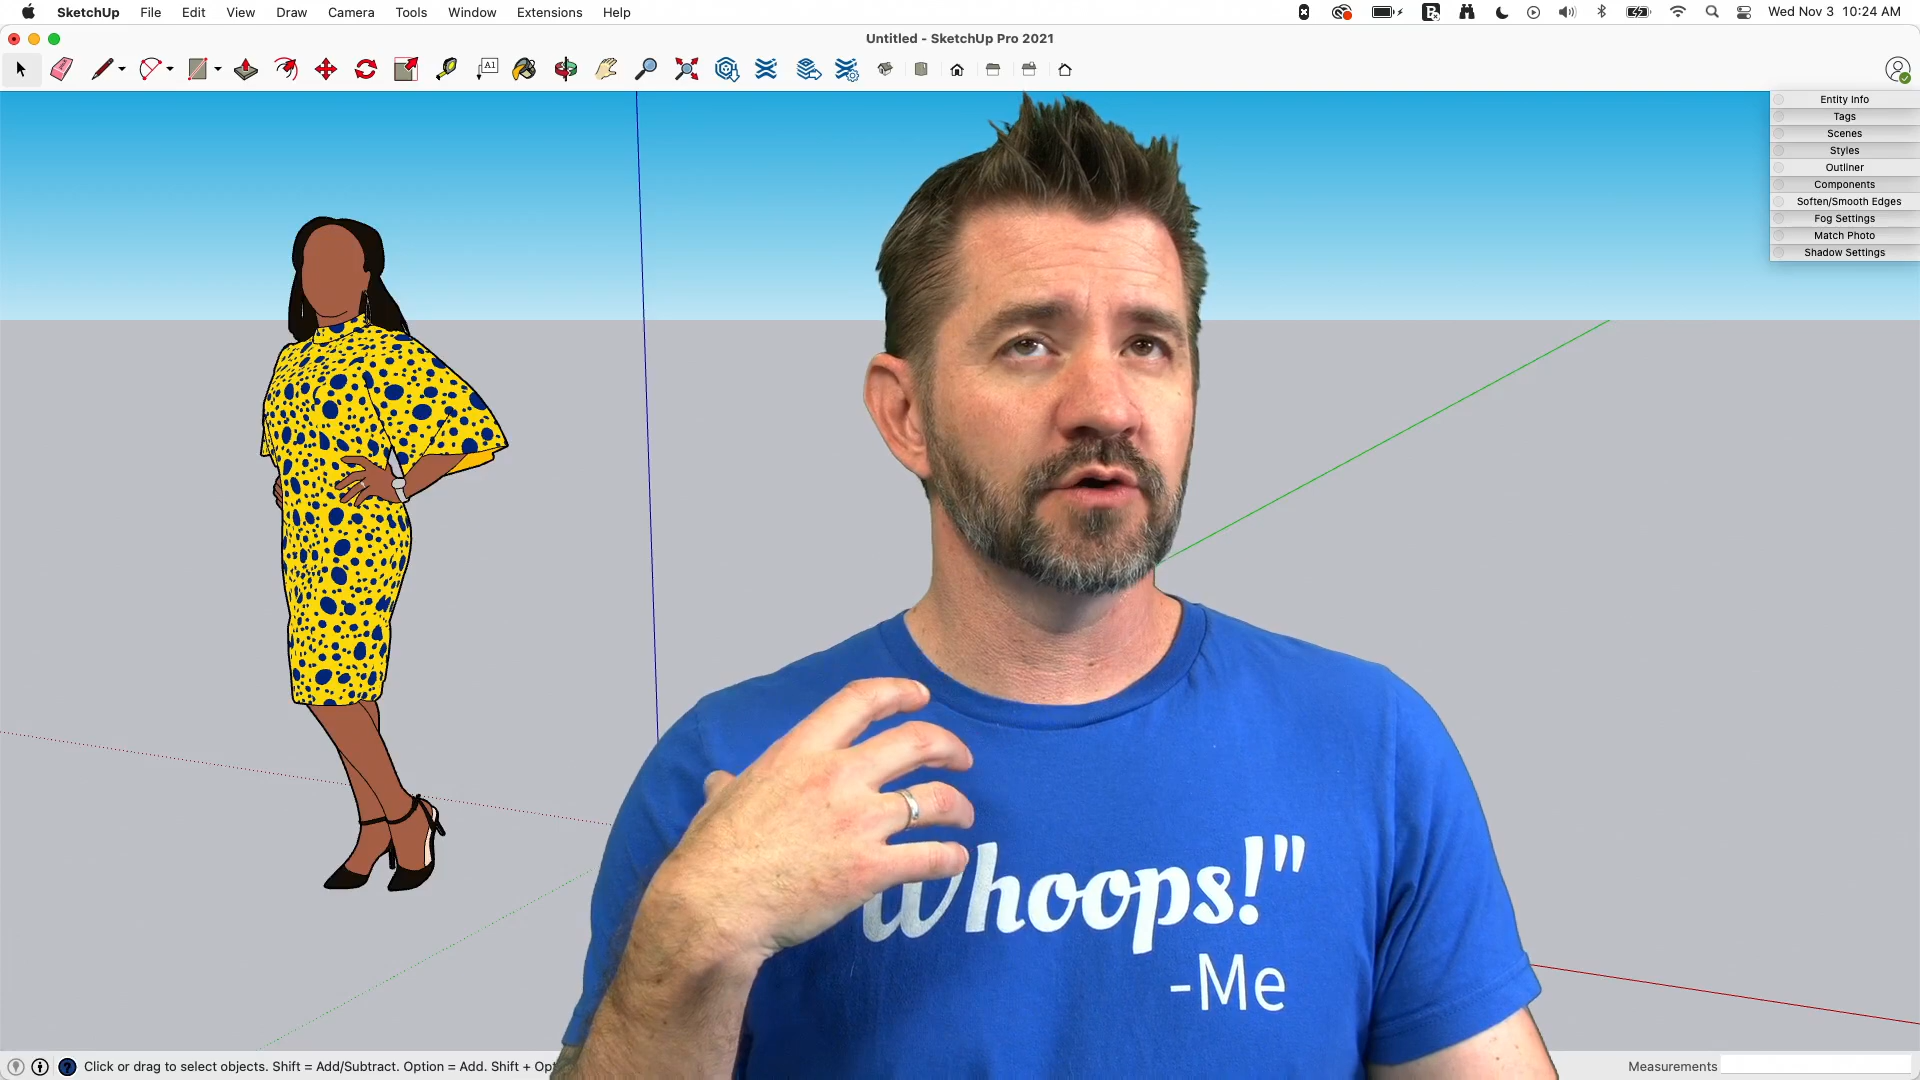 SketchUp File Edit View Draw Camera Tools Window Extensions Help Wed Nov 3 10:24 AM
Untitled - SketchUp Pro 2021
A1
Entity Info
Tags
Scenes
Styles
Outliner
Components
Soften/Smooth Edges
Fog Settings
Match Photo
Shadow Settings
Whoops!"
-Me
Click or drag to select objects. Shift = Add/Subtract. Option = Add. Shift + Opt
Measurements